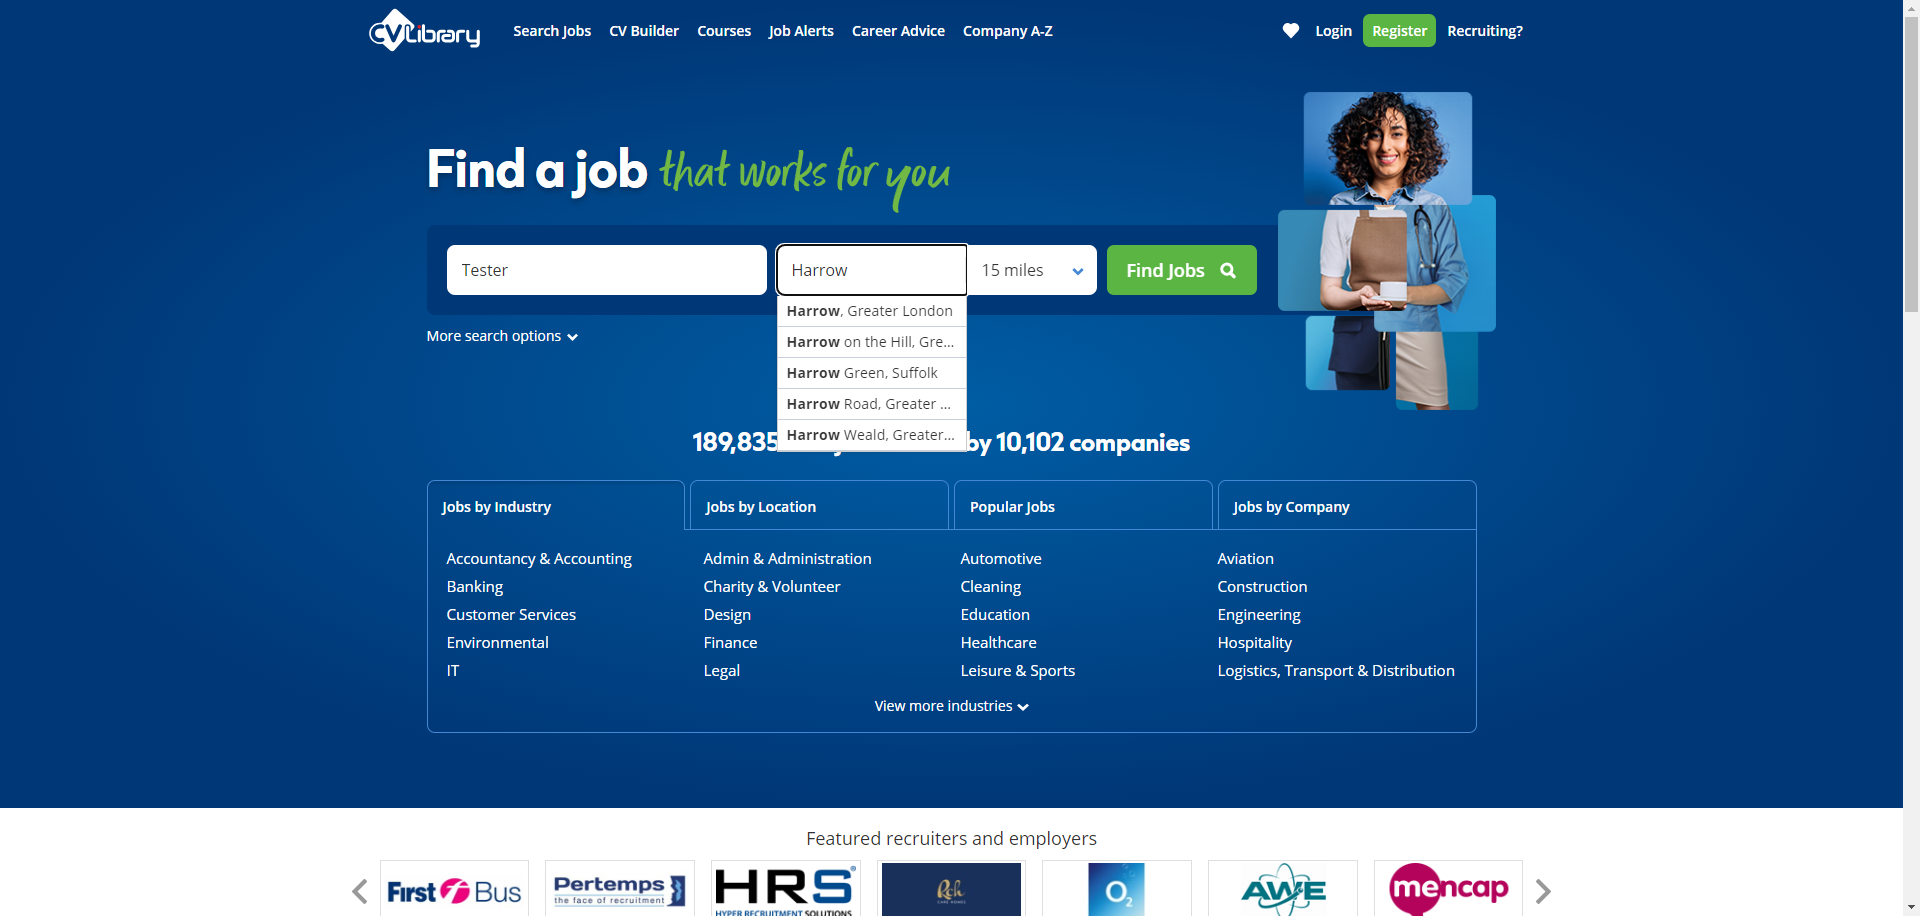 CV Library
Search Jobs
CV Builder
Courses
Job Alerts
Career Advice
Company A-Z
Login
Register
Recruiting?
Find a job that works for you
Tester
Harrow
15 miles
Find Jobs
Harrow, Greater London
Harrow on the Hill, Gre...
Harrow Green, Suffolk
Harrow Road, Greater ...
Harrow Weald, Greater...
More search options
189,835
by 10,102 companies
Jobs by Industry
Jobs by Location
Popular Jobs
Jobs by Company
Accountancy & Accounting
Admin & Administration
Automotive
Aviation
Banking
Charity & Volunteer
Cleaning
Construction
Customer Services
Design
Education
Engineering
Environmental
Finance
Healthcare
Hospitality
IT
Legal
Leisure & Sports
Logistics, Transport & Distribution
View more industries
Featured recruiters and employers
First Bus
Pertemps
the face of recruitment
HRS
HYPER RECRUITMENT SOLUTIONS
Rch
CARE HOMES
O2
AWE
mencap